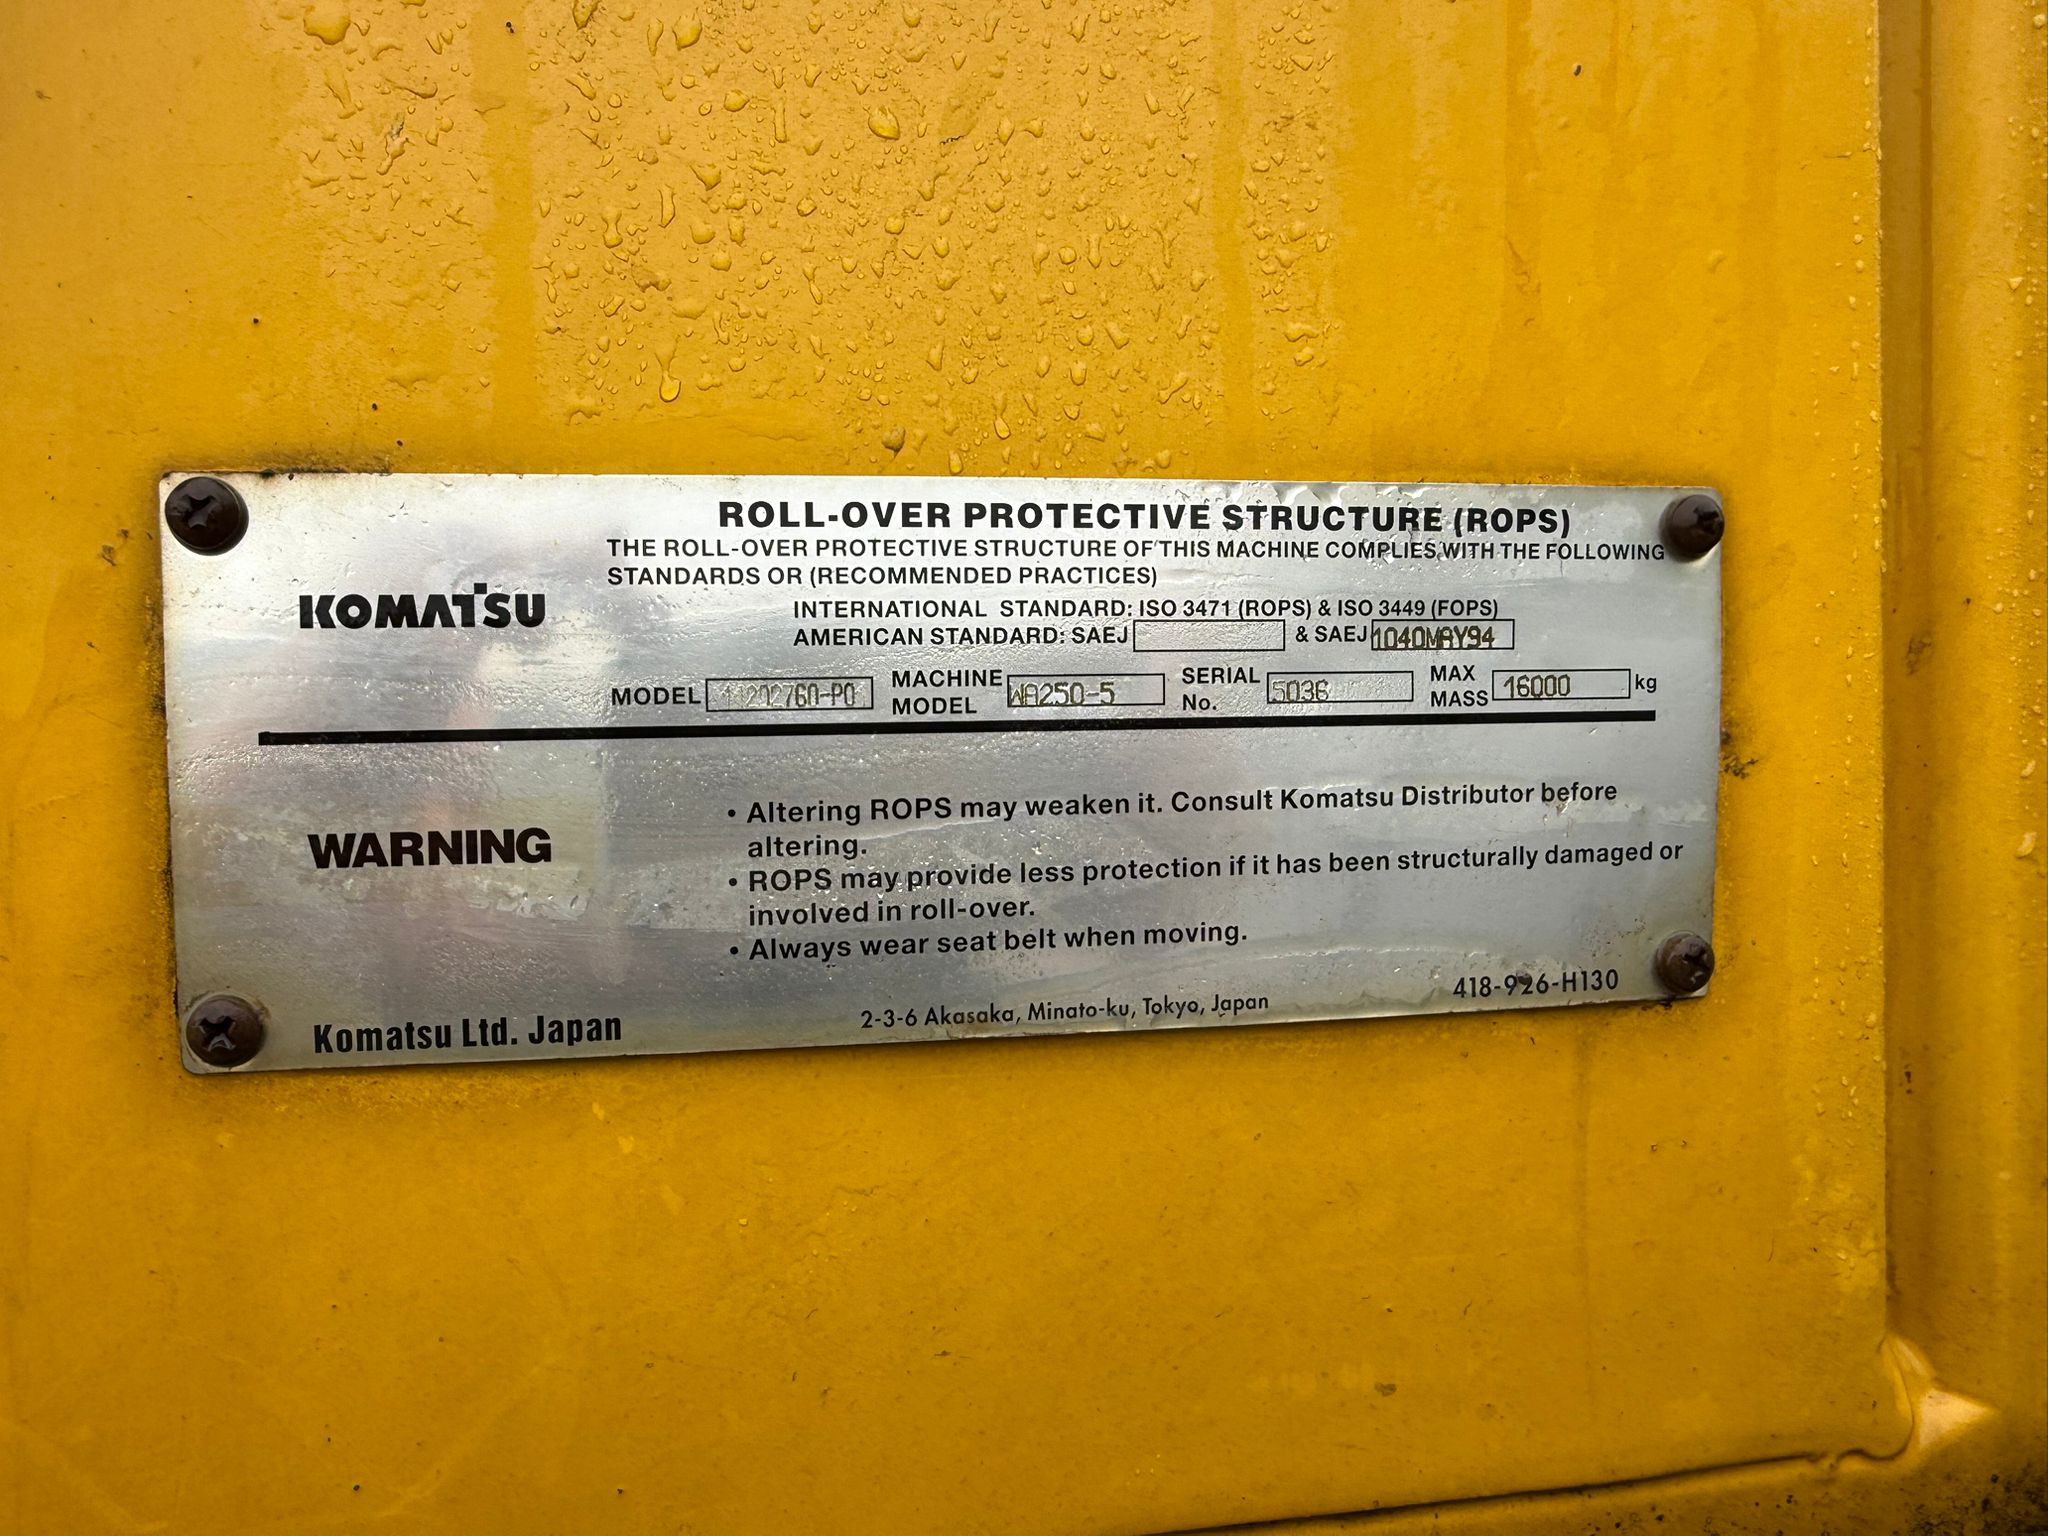 ROLL-OVER PROTECTIVE STRUCTURE (ROPS)
THE ROLL-OVER PROTECTIVE STRUCTURE OF THIS MACHINE COMPLIES WITH THE FOLLOWING
STANDARDS OR (RECOMMENDED PRACTICES)
KOMATSU
INTERNATIONAL STANDARD: ISO 3471 (ROPS) & ISO 3449 (FOPS)
AMERICAN STANDARD: SAEJ & SAEJ 1040MAY94
MODEL MACHINE MODEL WA250-5 SERIAL No. 5036 MAX MASS 16000 kg
WARNING
• Altering ROPS may weaken it. Consult Komatsu Distributor before
altering.
• ROPS may provide less protection if it has been structurally damaged or
involved in roll-over.
• Always wear seat belt when moving.
Komatsu Ltd. Japan
2-3-6 Akasaka, Minato-ku, Tokyo, Japan
418-926-H130